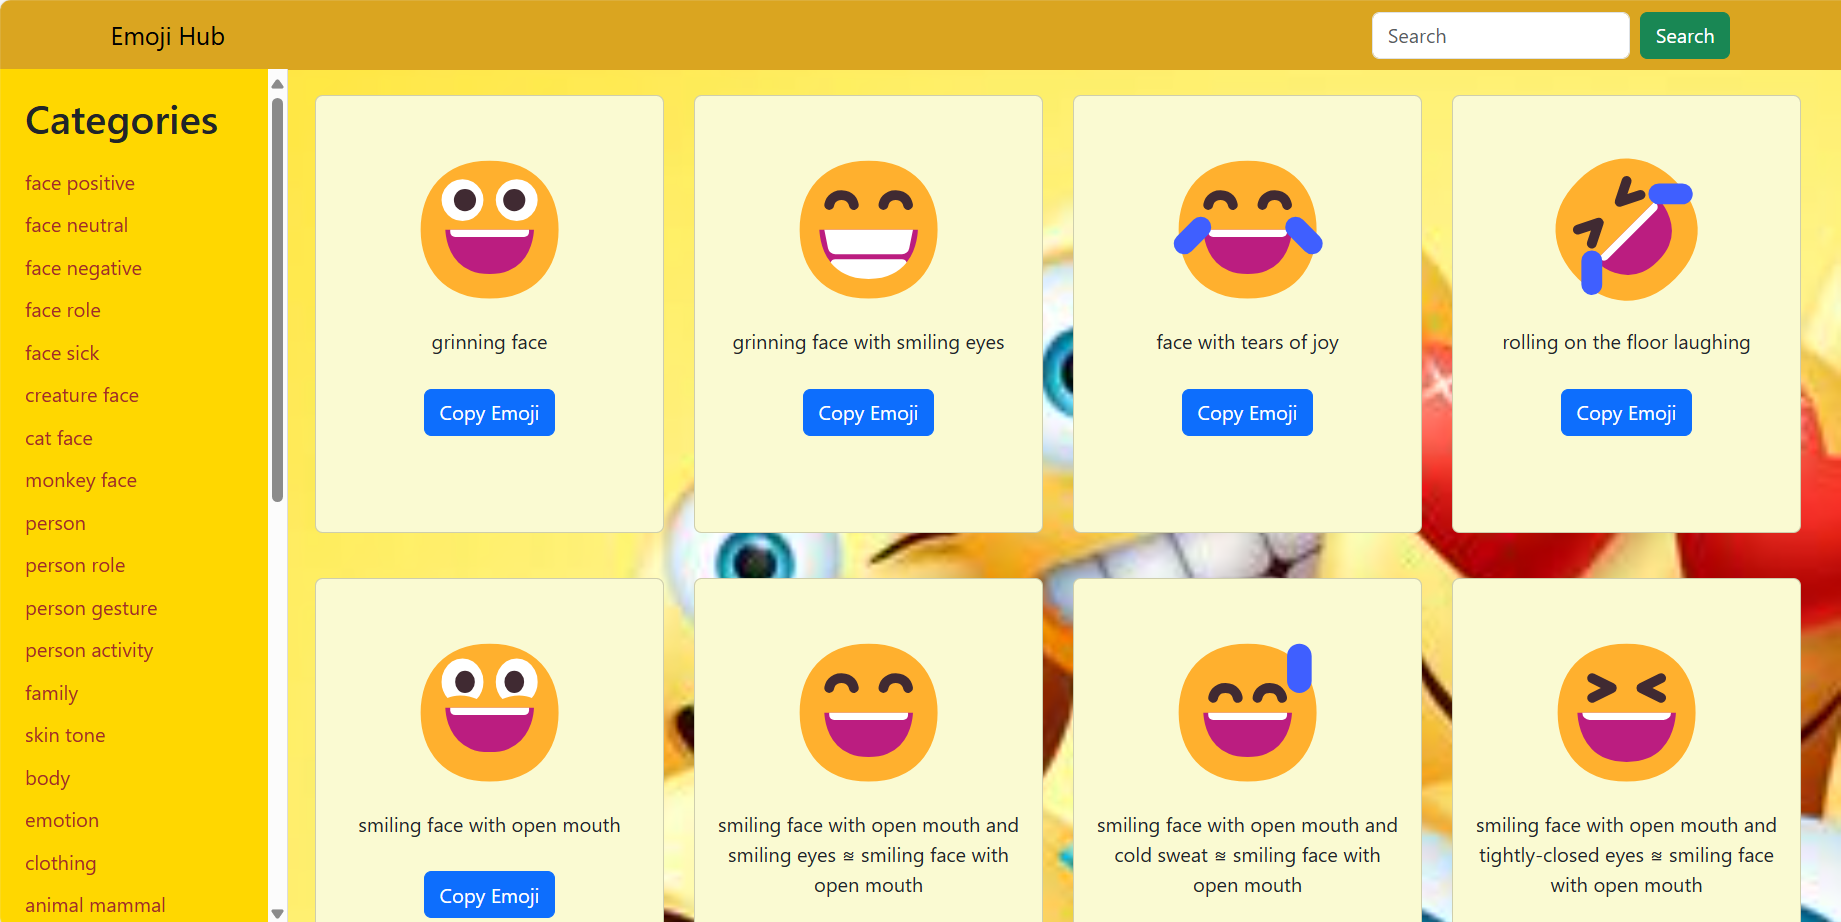 Emoji Hub
Search
Search
Categories
face positive
face neutral
face negative
face role
face sick
creature face
cat face
monkey face
person
person role
person gesture
person activity
family
skin tone
body
emotion
clothing
animal mammal
grinning face
Copy Emoji
grinning face with smiling eyes
Copy Emoji
face with tears of joy
Copy Emoji
rolling on the floor laughing
Copy Emoji
smiling face with open mouth
Copy Emoji
smiling face with open mouth and
smiling eyes ≊ smiling face with
open mouth
smiling face with open mouth and
cold sweat ≊ smiling face with
open mouth
smiling face with open mouth and
tightly-closed eyes ≊ smiling face
with open mouth